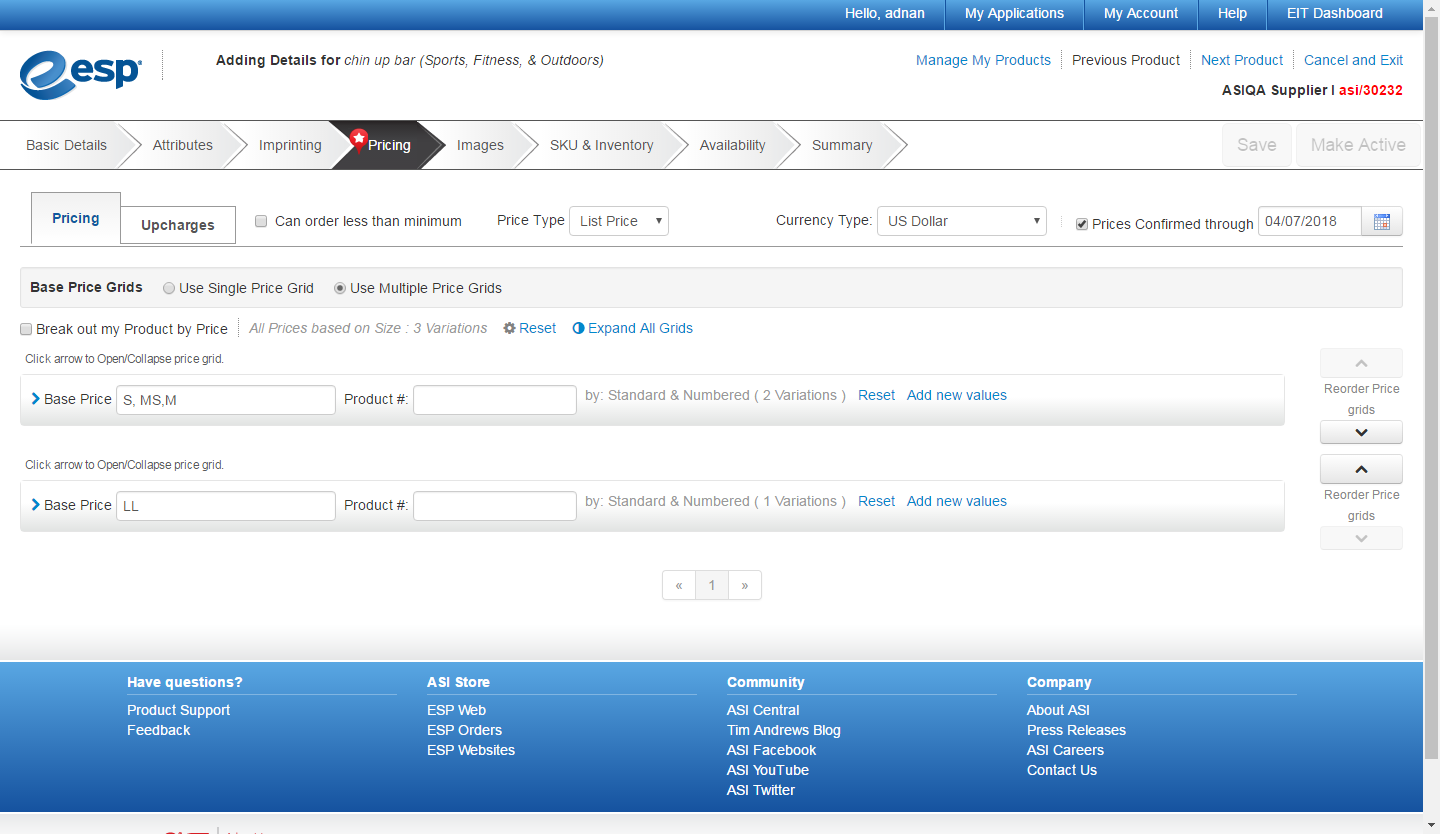 Hello, adnan My Applications My Account Help EIT Dashboard
esp
Adding Details for chin up bar (Sports, Fitness, & Outdoors)
Manage My Products Previous Product Next Product Cancel and Exit
ASIQA Supplier I asi/30232
Basic Details Attributes Imprinting Pricing Images SKU & Inventory Availability Summary Save Make Active
Pricing Upcharges Can order less than minimum Price Type List Price Currency Type: US Dollar Prices Confirmed through 04/07/2018
Base Price Grids Use Single Price Grid Use Multiple Price Grids
Break out my Product by Price All Prices based on Size : 3 Variations Reset Expand All Grids
Click arrow to Open/Collapse price grid.
Base Price S, MS,M Product #: by: Standard & Numbered ( 2 Variations ) Reset Add new values
Reorder Price
grids
Click arrow to Open/Collapse price grid.
Base Price LL Product #: by: Standard & Numbered ( 1 Variations ) Reset Add new values
Reorder Price
grids
« 1 »
Have questions? ASI Store Community Company
Product Support ESP Web ASI Central About ASI
Feedback ESP Orders Tim Andrews Blog Press Releases
ESP Websites ASI Facebook ASI Careers
ASI YouTube Contact Us
ASI Twitter